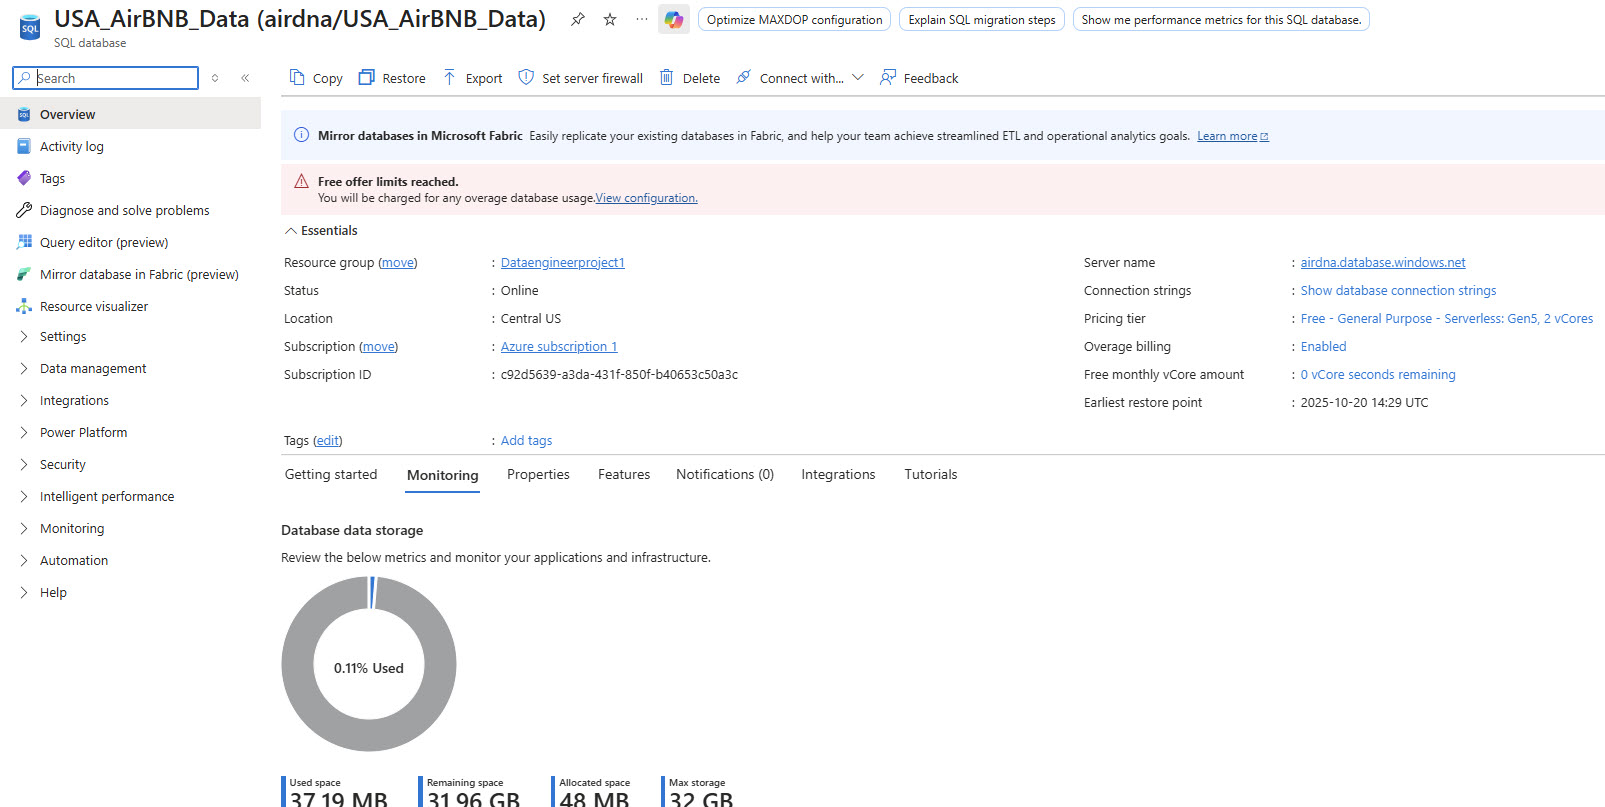 USA_AirBNB_Data (airdna/USA_AirBNB_Data)
SQL
SQL database
Optimize MAXDOP configuration
Explain SQL migration steps
Show me performance metrics for this SQL database.
Search
Copy
Restore
Export
Set server firewall
Delete
Connect with...
Feedback
Overview
Activity log
Tags
Diagnose and solve problems
Query editor (preview)
Mirror database in Fabric (preview)
Resource visualizer
Settings
Data management
Integrations
Power Platform
Security
Intelligent performance
Monitoring
Automation
Help
Mirror databases in Microsoft Fabric Easily replicate your existing databases in Fabric, and help your team achieve streamlined ETL and operational analytics goals. Learn more
Free offer limits reached.
You will be charged for any overage database usage.View configuration.
Essentials
Resource group (move) : Dataengineerproject1
Status : Online
Location : Central US
Subscription (move) : Azure subscription 1
Subscription ID : c92d5639-a3da-431f-850f-b40653c50a3c
Server name : airdna.database.windows.net
Connection strings : Show database connection strings
Pricing tier : Free - General Purpose - Serverless: Gen5, 2 vCores
Overage billing : Enabled
Free monthly vCore amount : 0 vCore seconds remaining
Earliest restore point : 2025-10-20 14:29 UTC
Tags (edit) : Add tags
Getting started
Monitoring
Properties
Features
Notifications (0)
Integrations
Tutorials
Database data storage
Review the below metrics and monitor your applications and infrastructure.
0.11% Used
Used space
37.19 MB
Remaining space
31.96 GB
Allocated space
48 MB
Max storage
32 GB